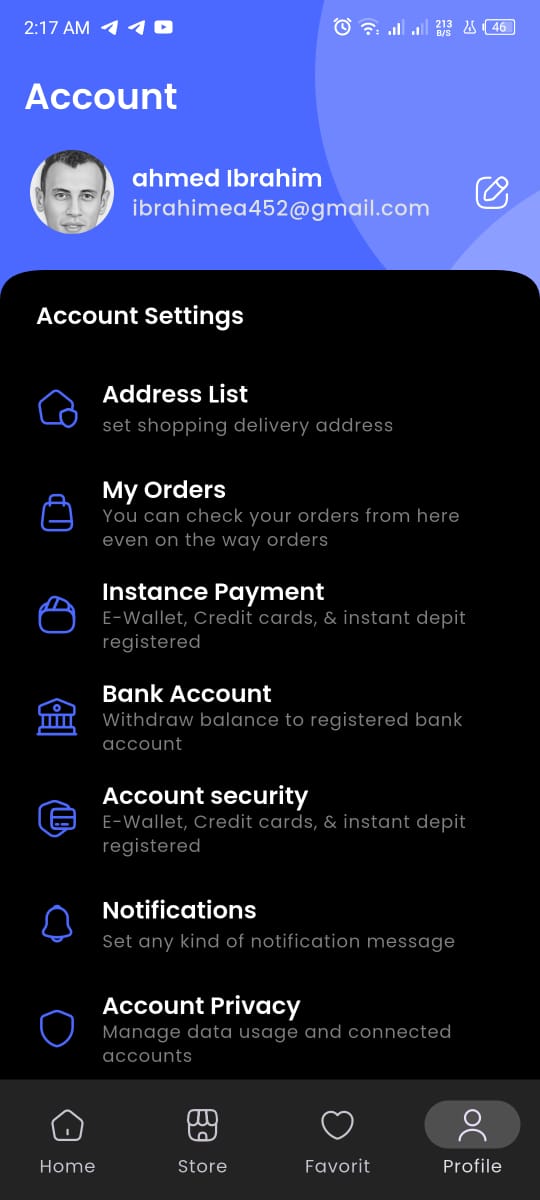 2:17 AM
213
B/S
46
Account
ahmed Ibrahim
ibrahimea452@gmail.com
Account Settings
Address List
set shopping delivery address
My Orders
You can check your orders from here
even on the way orders
Instance Payment
E-Wallet, Credit cards, & instant depit
registered
Bank Account
Withdraw balance to registered bank
account
Account security
E-Wallet, Credit cards, & instant depit
registered
Notifications
Set any kind of notification message
Account Privacy
Manage data usage and connected
accounts
Home
Store
Favorit
Profile